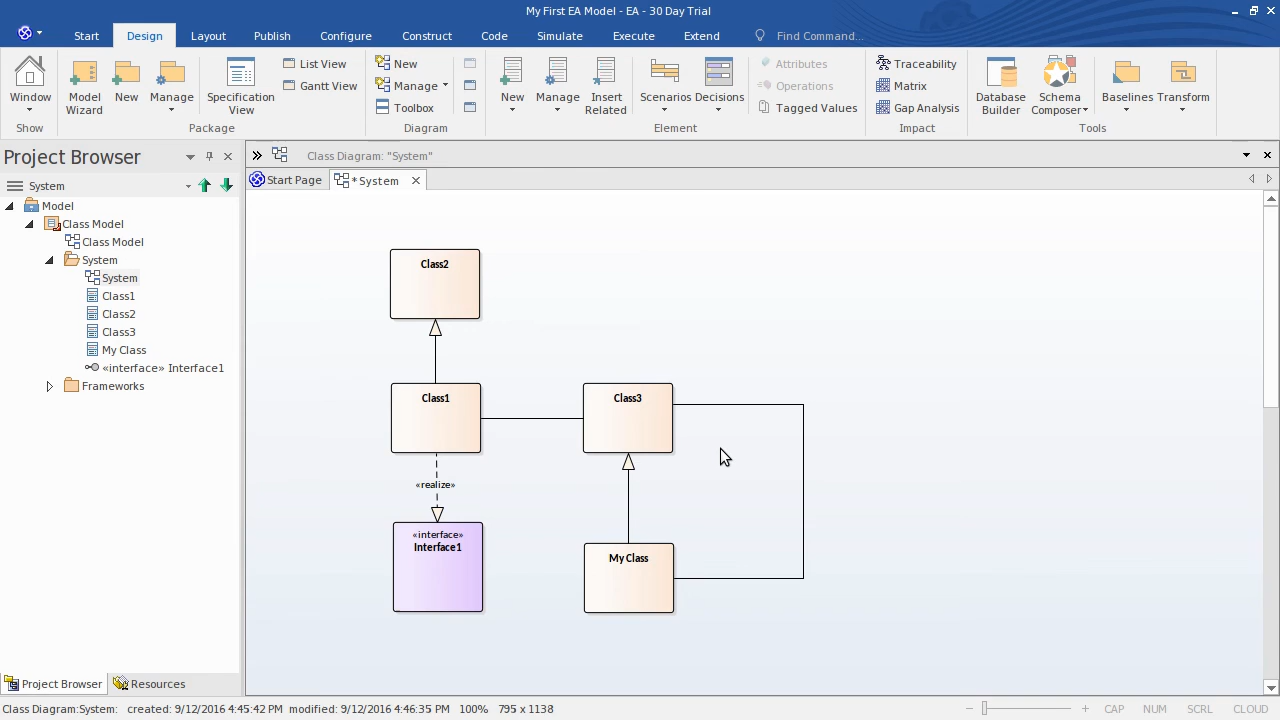 My First EA Model - EA - 30 Day Trial
Start Design Layout Publish Configure Construct Code Simulate Execute Extend Find Command...
Window
Show
Model Wizard
New
Manage
Specification View
List View
Gantt View
Package
New
Manage
Toolbox
Diagram
New
Manage
Insert Related
Scenarios
Decisions
Attributes
Operations
Tagged Values
Element
Traceability
Matrix
Gap Analysis
Impact
Database Builder
Schema Composer
Baselines
Transform
Tools
Project Browser
System
Model
Class Model
Class Model
System
System
Class1
Class2
Class3
My Class
«interface» Interface1
Frameworks
Project Browser Resources
Class Diagram: "System"
Start Page *System
Class2
Class1
Class3
«realize»
«interface»
Interface1
My Class
Class Diagram:System: created: 9/12/2016 4:45:42 PM modified: 9/12/2016 4:46:35 PM 100% 795 x 1138
CAP NUM SCRL CLOUD